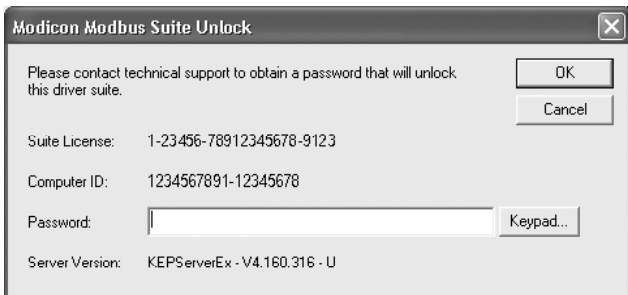 Modicon Modbus Suite Unlock
Please contact technical support to obtain a password that will unlock
this driver suite.
OK
Cancel
Suite License: 1-23456-78912345678-9123
Computer ID: 1234567891-12345678
Password: Keypad...
Server Version: KEPServerEx - V4.160.316 - U